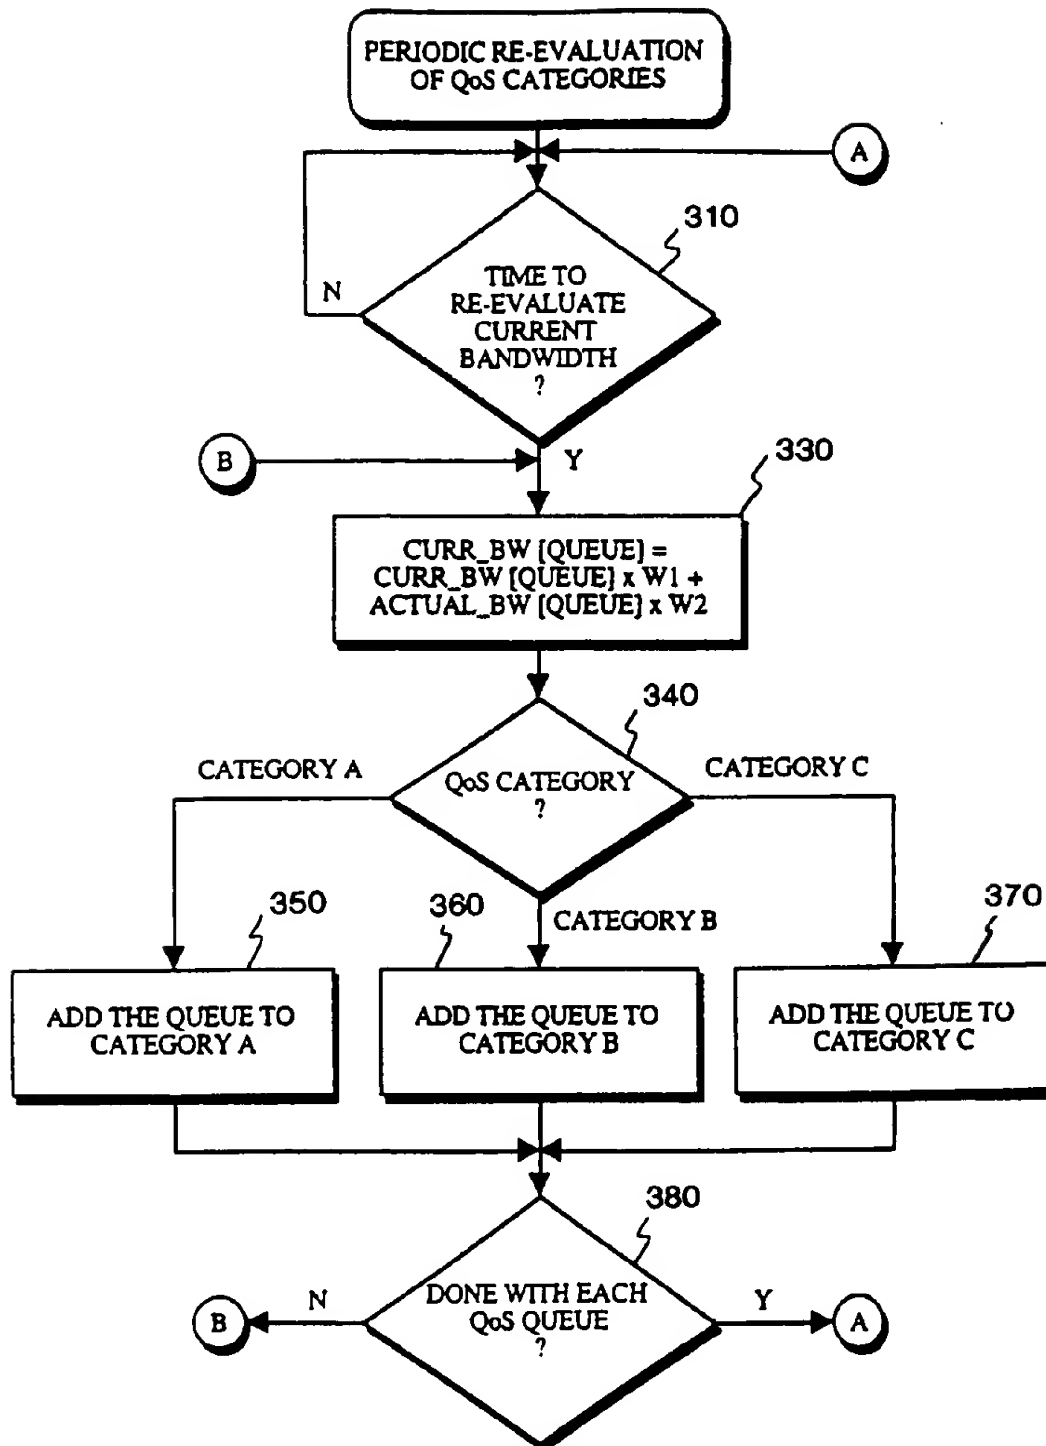 PERIODIC RE-EVALUATION
OF QoS CATEGORIES
A
310
TIME TO
RE-EVALUATE
CURRENT
BANDWIDTH
?
N
B
Y
330
CURR_BW [QUEUE] =
CURR_BW [QUEUE] x W1 +
ACTUAL_BW [QUEUE] x W2
340
CATEGORY A
QoS CATEGORY
?
CATEGORY C
350
360
CATEGORY B
370
ADD THE QUEUE TO
CATEGORY A
ADD THE QUEUE TO
CATEGORY B
ADD THE QUEUE TO
CATEGORY C
380
B
N
DONE WITH EACH
QoS QUEUE
?
Y
A